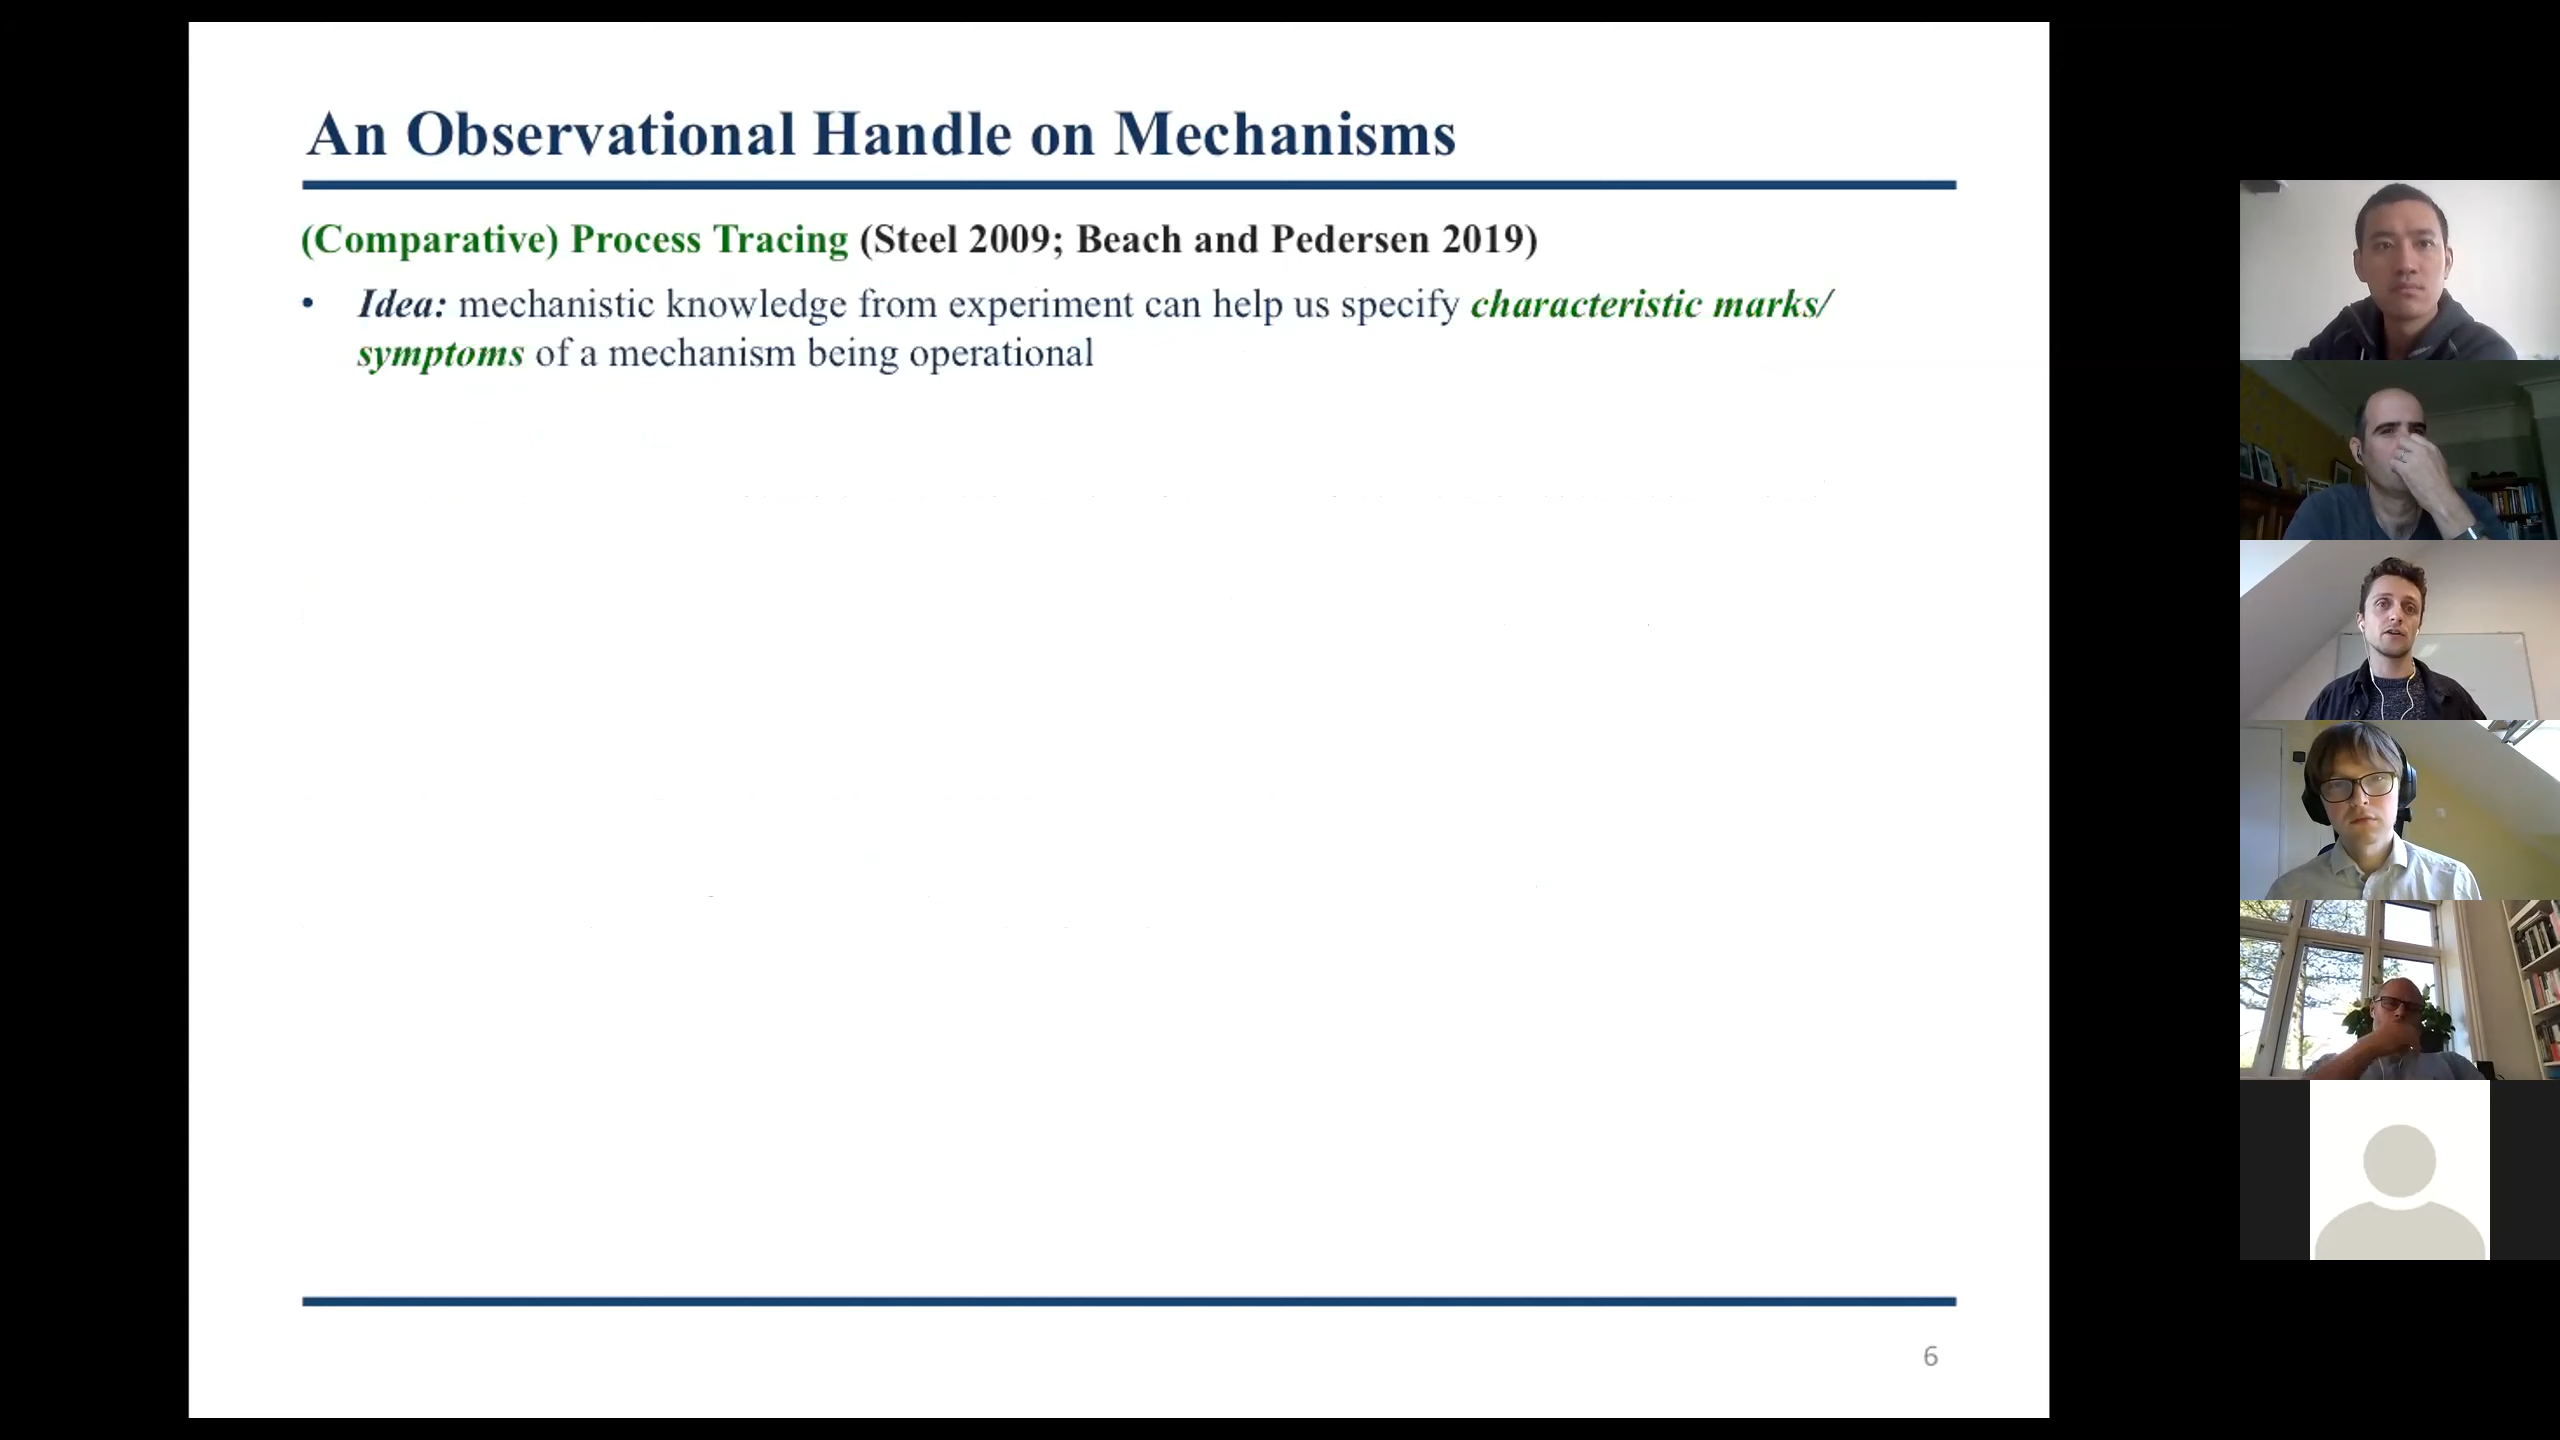 An Observational Handle on Mechanisms
(Comparative) Process Tracing (Steel 2009; Beach and Pedersen 2019)
• Idea: mechanistic knowledge from experiment can help us specify characteristic marks/
symptoms of a mechanism being operational
6